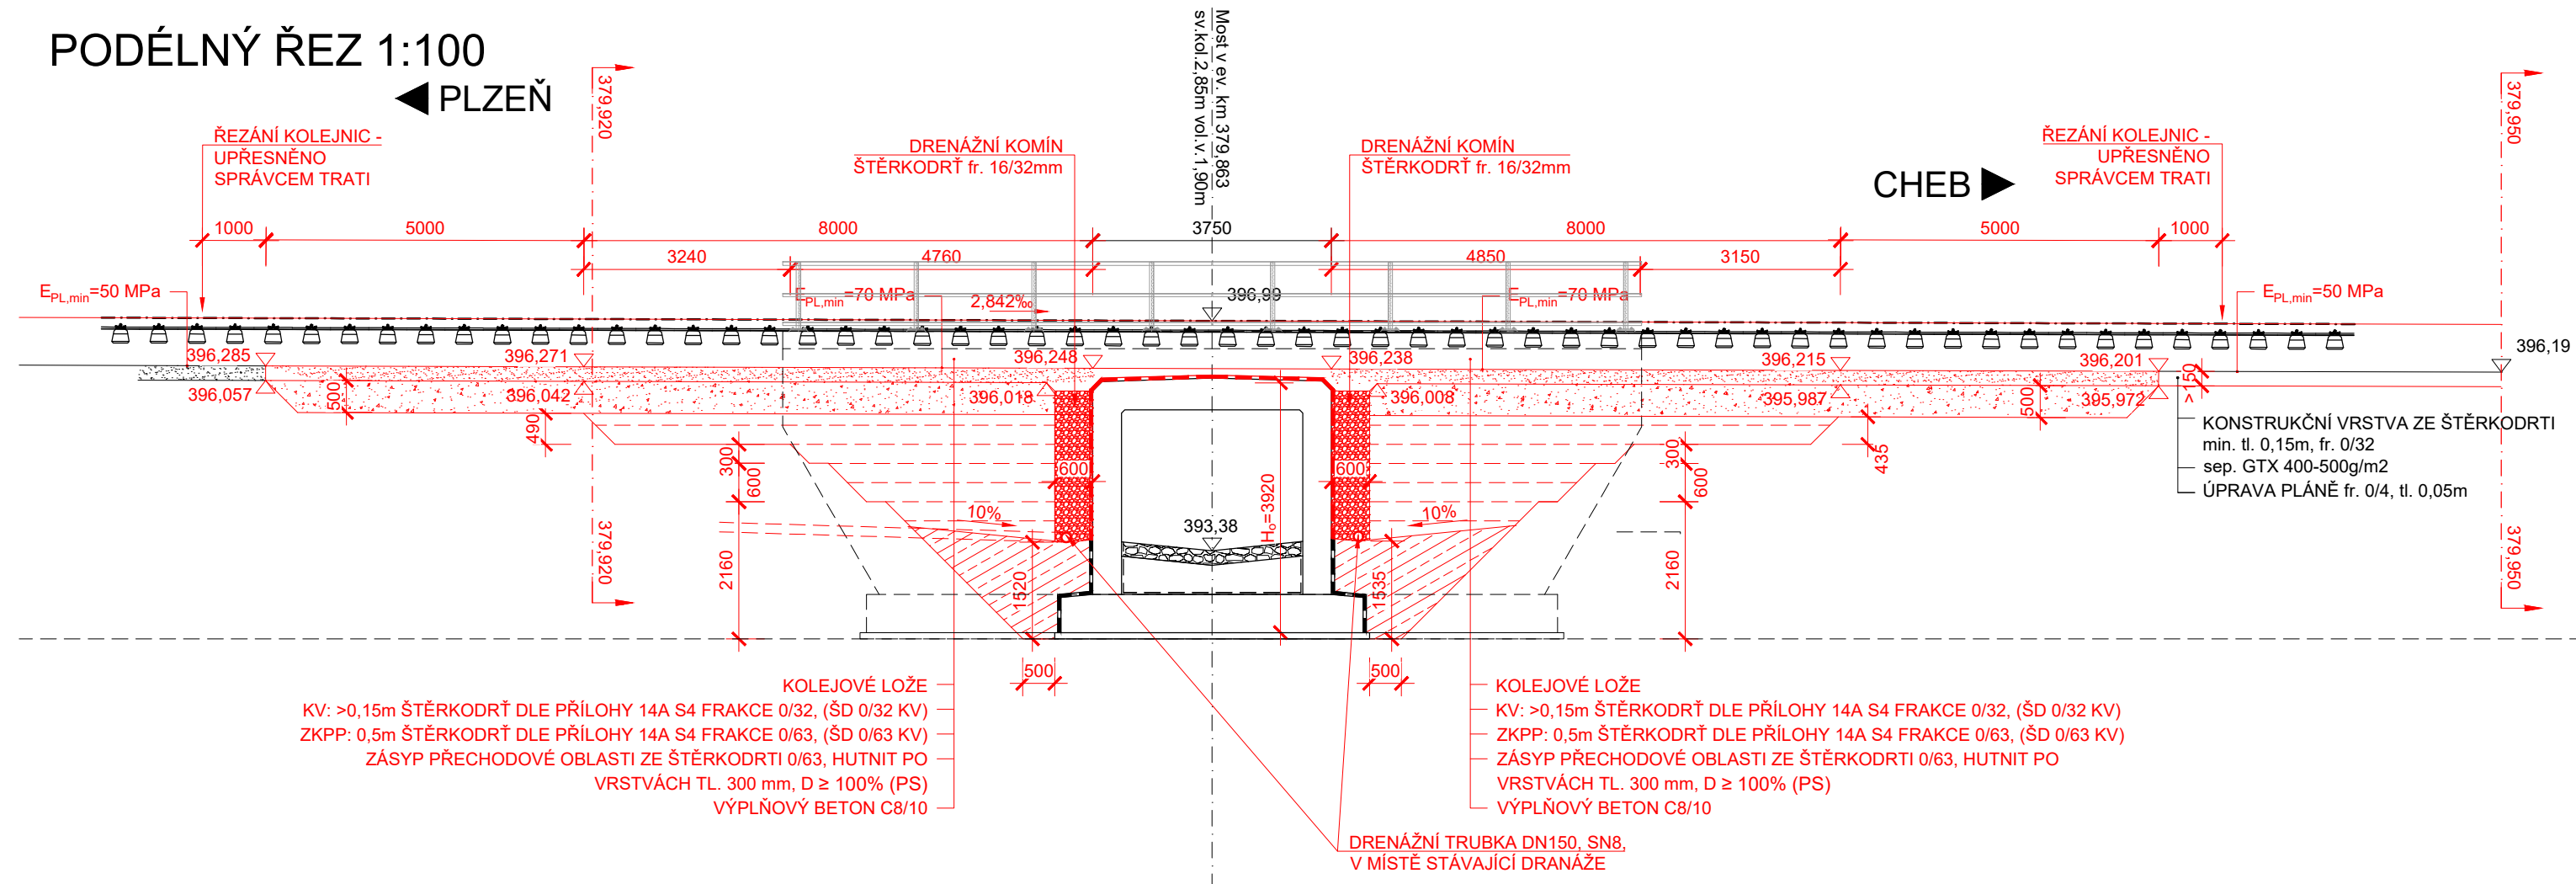 PODÉLNÝ ŘEZ 1:100
PLZEŇ
Most v ev. km 379,863
sv.kol.2,85m vol.v.1,90m
379,920
379,950
ŘEZÁNÍ KOLEJNIC -
UPŘESNĚNO
SPRÁVCEM TRATI
DRENÁŽNÍ KOMÍN
ŠTĚRKODRŤ fr. 16/32mm
DRENÁŽNÍ KOMÍN
ŠTĚRKODRŤ fr. 16/32mm
CHEB
ŘEZÁNÍ KOLEJNIC -
UPŘESNĚNO
SPRÁVCEM TRATI
1000
5000
8000
3750
8000
5000
1000
3240
4760
4850
3150
EPL,min=50 MPa
EPL,min=70 MPa
2,842‰
396,99
EPL,min=70 MPa
EPL,min=50 MPa
396,285
396,271
396,248
396,238
396,215
396,201
396,19
396,057
500
396,042
396,018
396,008
395,987
395,972
500
>150
490
300
600
600
600
300
600
435
KONSTRUKČNÍ VRSTVA ZE ŠTĚRKODRTI
min. tl. 0,15m, fr. 0/32
sep. GTX 400-500g/m2
ÚPRAVA PLÁNĚ fr. 0/4, tl. 0,05m
10%
393,38
Ho=3920
10%
379,920
379,950
2160
1520
1535
2160
500
500
KOLEJOVÉ LOŽE
KV: >0,15m ŠTĚRKODRŤ DLE PŘÍLOHY 14A S4 FRAKCE 0/32, (ŠD 0/32 KV)
ZKPP: 0,5m ŠTĚRKODRŤ DLE PŘÍLOHY 14A S4 FRAKCE 0/63, (ŠD 0/63 KV)
ZÁSYP PŘECHODOVÉ OBLASTI ZE ŠTĚRKODRTI 0/63, HUTNIT PO
VRSTVÁCH TL. 300 mm, D ≥ 100% (PS)
VÝPLŇOVÝ BETON C8/10
KOLEJOVÉ LOŽE
KV: >0,15m ŠTĚRKODRŤ DLE PŘÍLOHY 14A S4 FRAKCE 0/32, (ŠD 0/32 KV)
ZKPP: 0,5m ŠTĚRKODRŤ DLE PŘÍLOHY 14A S4 FRAKCE 0/63, (ŠD 0/63 KV)
ZÁSYP PŘECHODOVÉ OBLASTI ZE ŠTĚRKODRTI 0/63, HUTNIT PO
VRSTVÁCH TL. 300 mm, D ≥ 100% (PS)
VÝPLŇOVÝ BETON C8/10
DRENÁŽNÍ TRUBKA DN150, SN8,
V MÍSTĚ STÁVAJÍCÍ DRANÁŽE